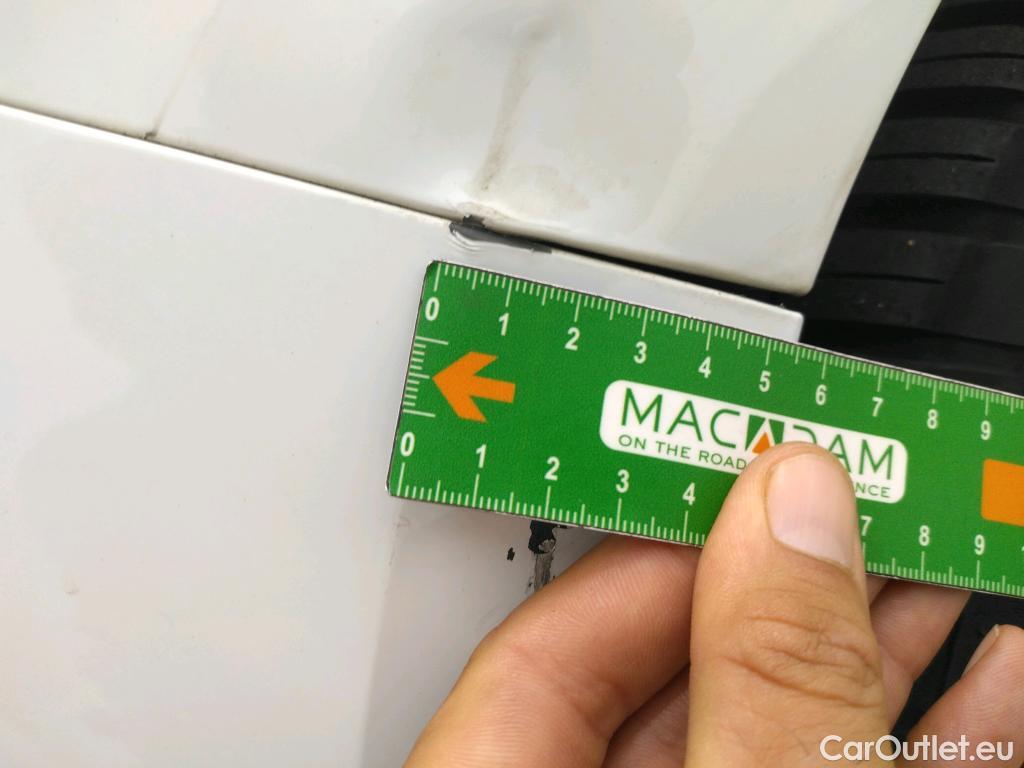 0 1 2 3 4 5 6 7 8 9
MACADAM
ON THE ROAD
NCE
0 1 2 3 4 7 8 9
CarOutlet.eu